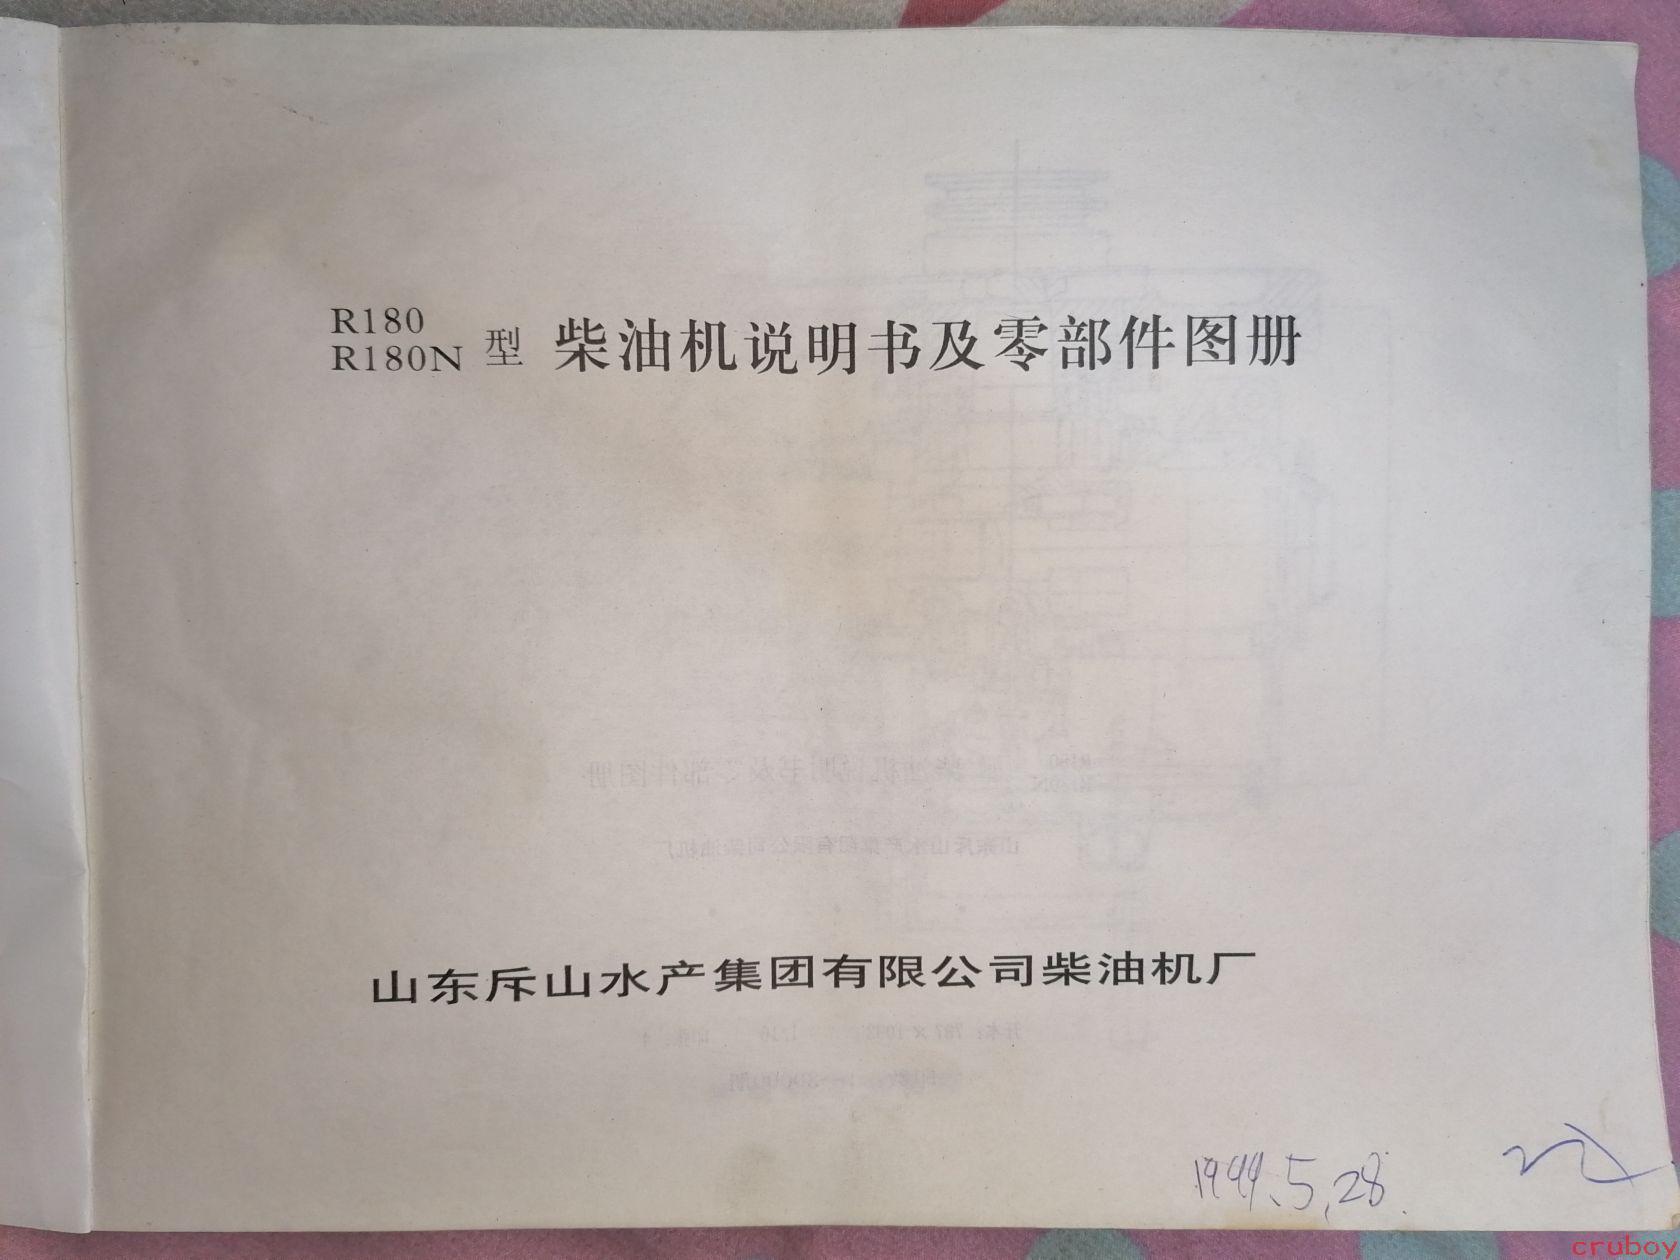 R180
R180N 型 柴油机说明书及零部件图册
山东斥山水产集团有限公司柴油机厂
1999.5.28.
cruboy